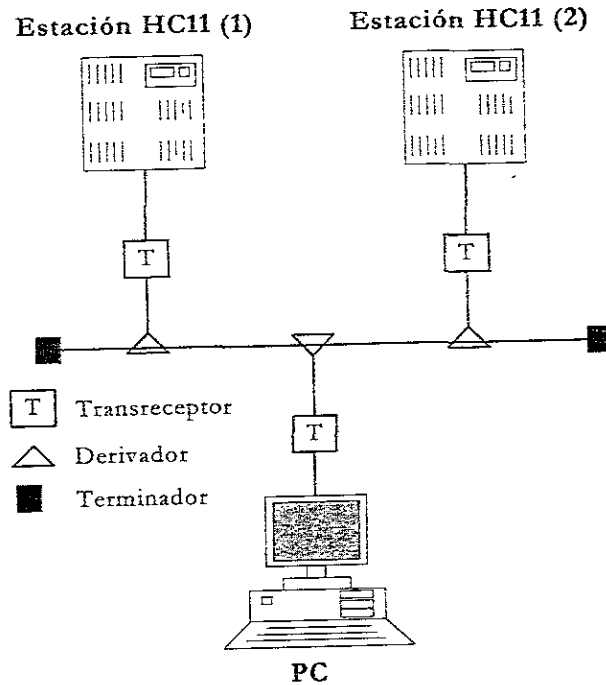 Estación HC11 (1)
Estación HC11 (2)
T
T
T
T Transreceptor
Derivador
Terminador
PC